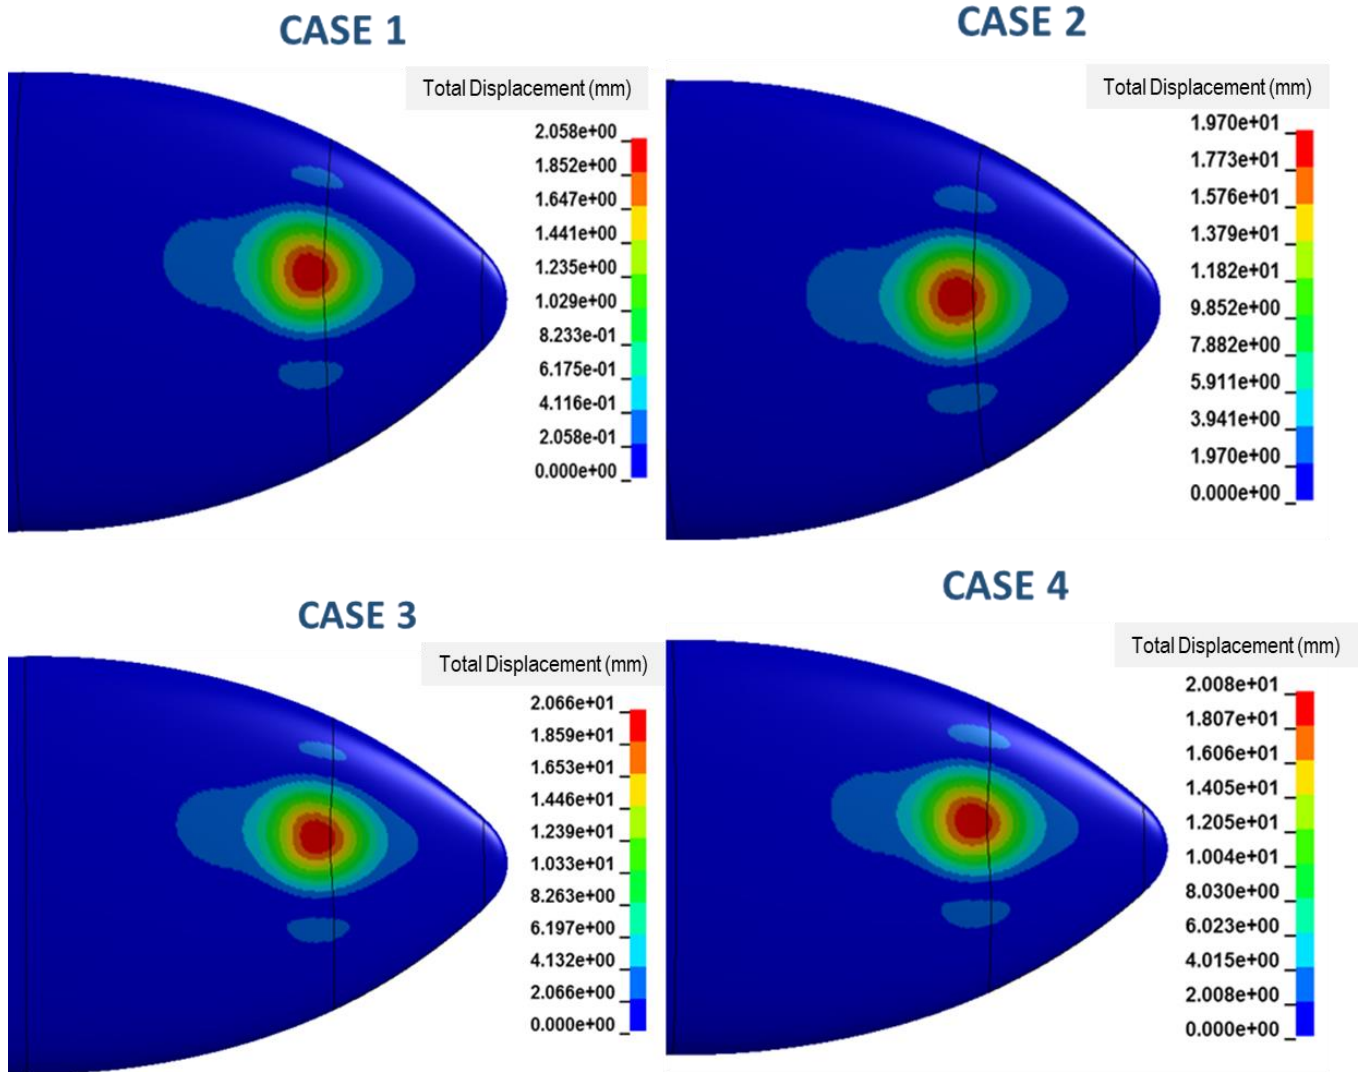 CASE 1
Total Displacement (mm)
2.058e+00
1.852e+00
1.647e+00
1.441e+00
1.235e+00
1.029e+00
8.233e-01
6.175e-01
4.116e-01
2.058e-01
0.000e+00
CASE 2
Total Displacement (mm)
1.970e+01
1.773e+01
1.576e+01
1.379e+01
1.182e+01
9.852e+00
7.882e+00
5.911e+00
3.941e+00
1.970e+00
0.000e+00
CASE 3
Total Displacement (mm)
2.066e+01
1.859e+01
1.653e+01
1.446e+01
1.239e+01
1.033e+01
8.263e+00
6.197e+00
4.132e+00
2.066e+00
0.000e+00
CASE 4
Total Displacement (mm)
2.008e+01
1.807e+01
1.606e+01
1.405e+01
1.205e+01
1.004e+01
8.030e+00
6.023e+00
4.015e+00
2.008e+00
0.000e+00